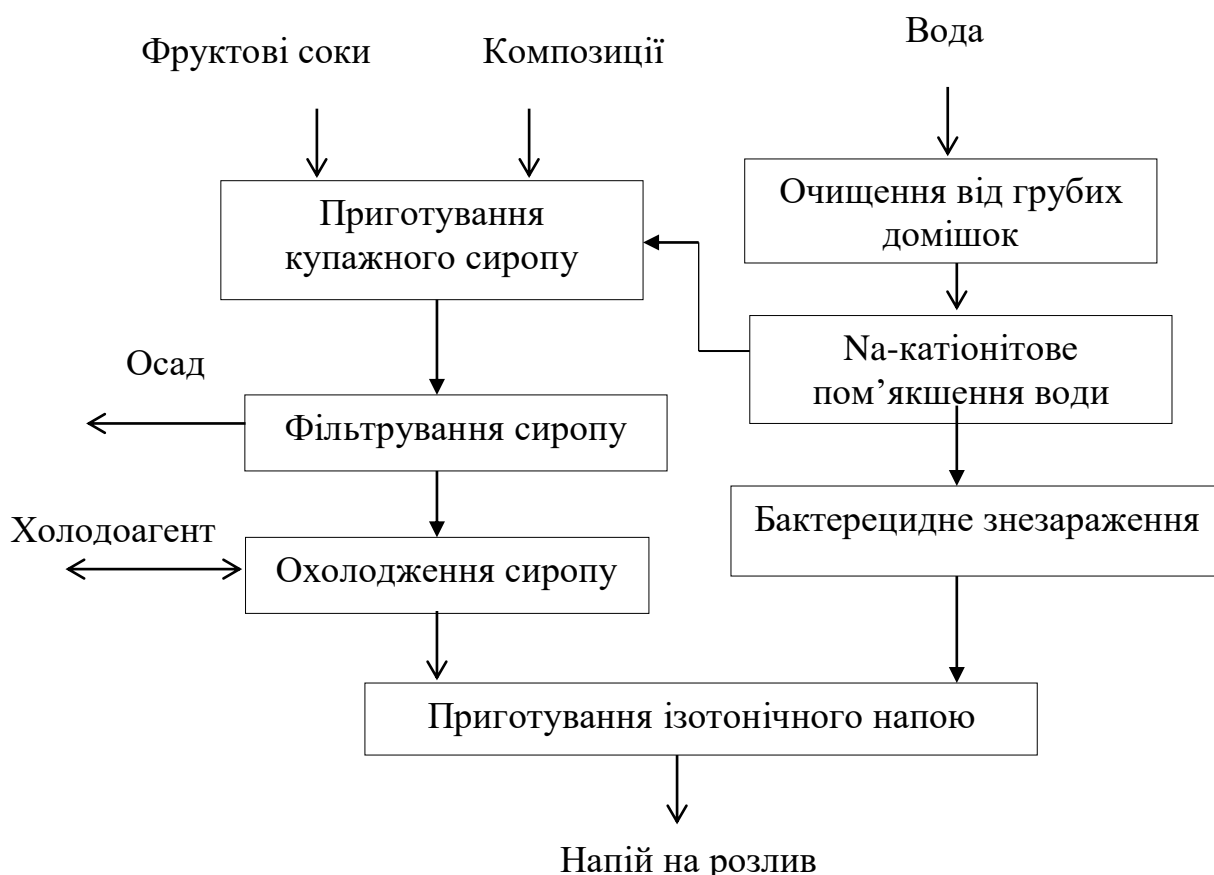 Фруктові соки
Композиції
Вода
Приготування
купажного сиропу
Очищення від грубих
домішок
Na-катіонітове
пом’якшення води
Осад
Фільтрування сиропу
Бактерецидне знезараження
Холодоагент
Охолодження сиропу
Приготування ізотонічного напою
Напій на розлив